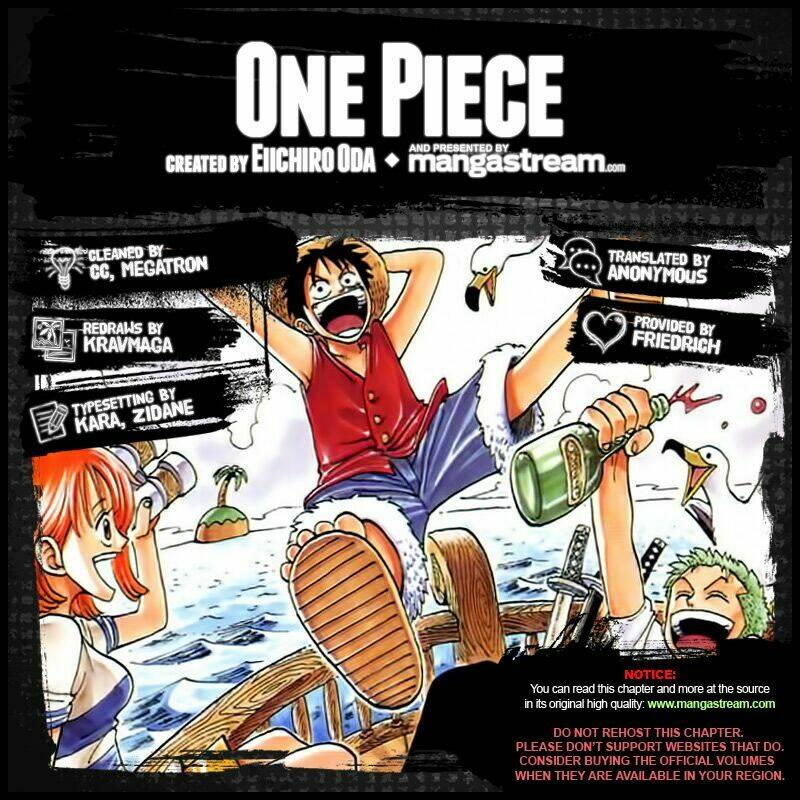 ONE PIECE
CREATED BY EIICHIRO ODA ◆ AND PRESENTED BY mangastream.com
CLEANED BY
CC, MEGATRON
REDRAWS BY
KRAVMAGA
TYPESETTING BY
KARA, ZIDANE
TRANSLATED BY
ANONYMOUS
PROVIDED BY
FRIEDRICH
NOTICE:
You can read this chapter and more at the source
in its original high quality: www.mangastream.com
DO NOT REHOST THIS CHAPTER.
PLEASE DON'T SUPPORT WEBSITES THAT DO.
CONSIDER BUYING THE OFFICIAL VOLUMES
WHEN THEY ARE AVAILABLE IN YOUR REGION.